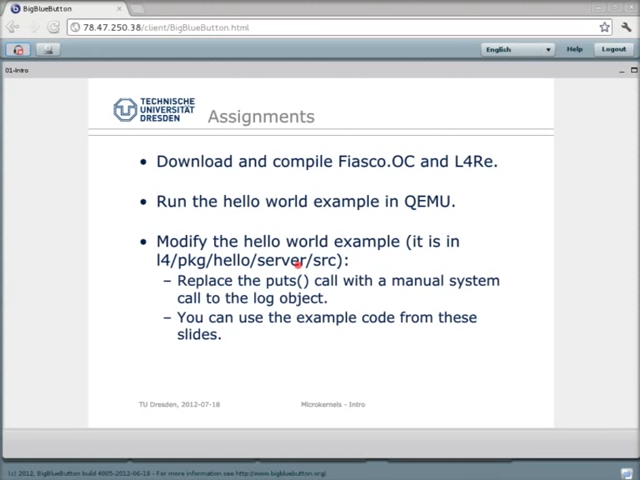 BigBlueButton
78.47.250.38/client/BigBlueButton.html
English
Help
Logout
01-Intro
TECHNISCHE
UNIVERSITÄT
DRESDEN
Assignments
• Download and compile Fiasco.OC and L4Re.
• Run the hello world example in QEMU.
• Modify the hello world example (it is in
l4/pkg/hello/server/src):
– Replace the puts() call with a manual system
call to the log object.
– You can use the example code from these
slides.
TU Dresden, 2012-07-18
Microkernels - Intro
(c) 2012, BigBlueButton build 4005-2012-06-18 - For more information see http://www.bigbluebutton.org/